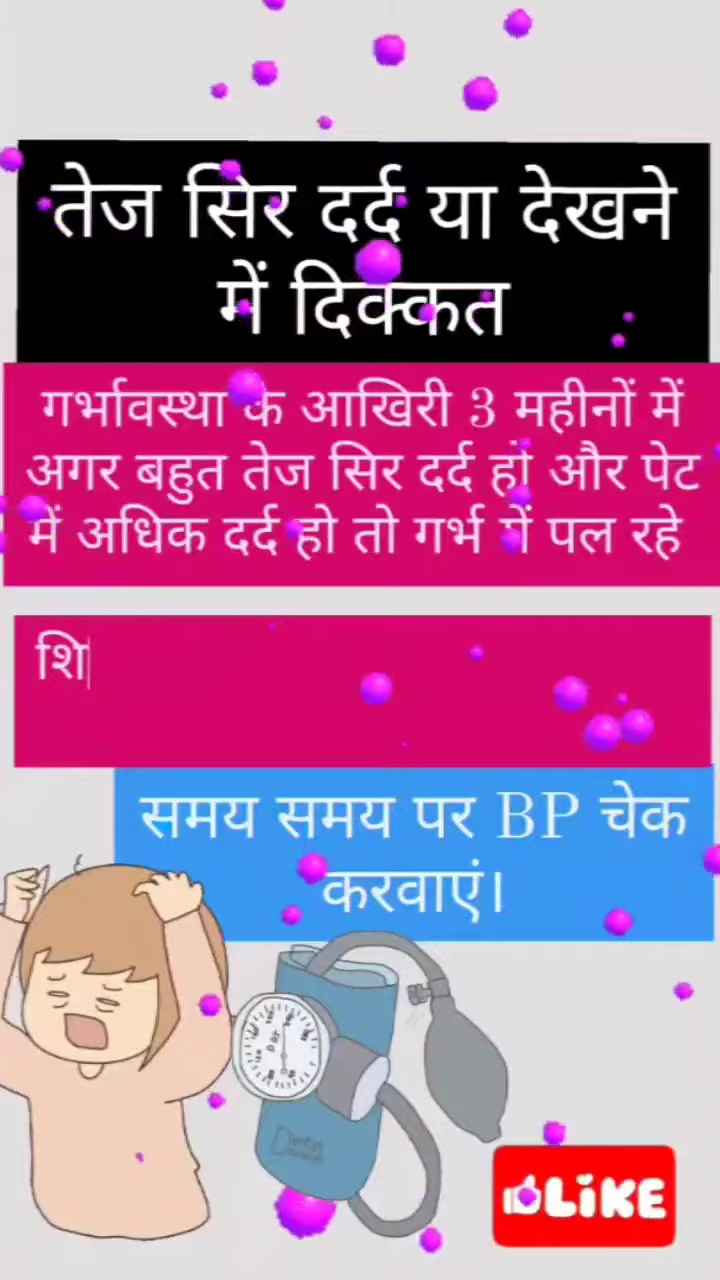 तेज सिर दर्द या देखने
में दिक्कत
गर्भावस्था के आखिरी 3 महीनों में
अगर बहुत तेज सिर दर्द हो और पेट
में अधिक दर्द हो तो गर्भ में पल रहे
शि
समय समय पर BP चेक
करवाएं।
LiKE